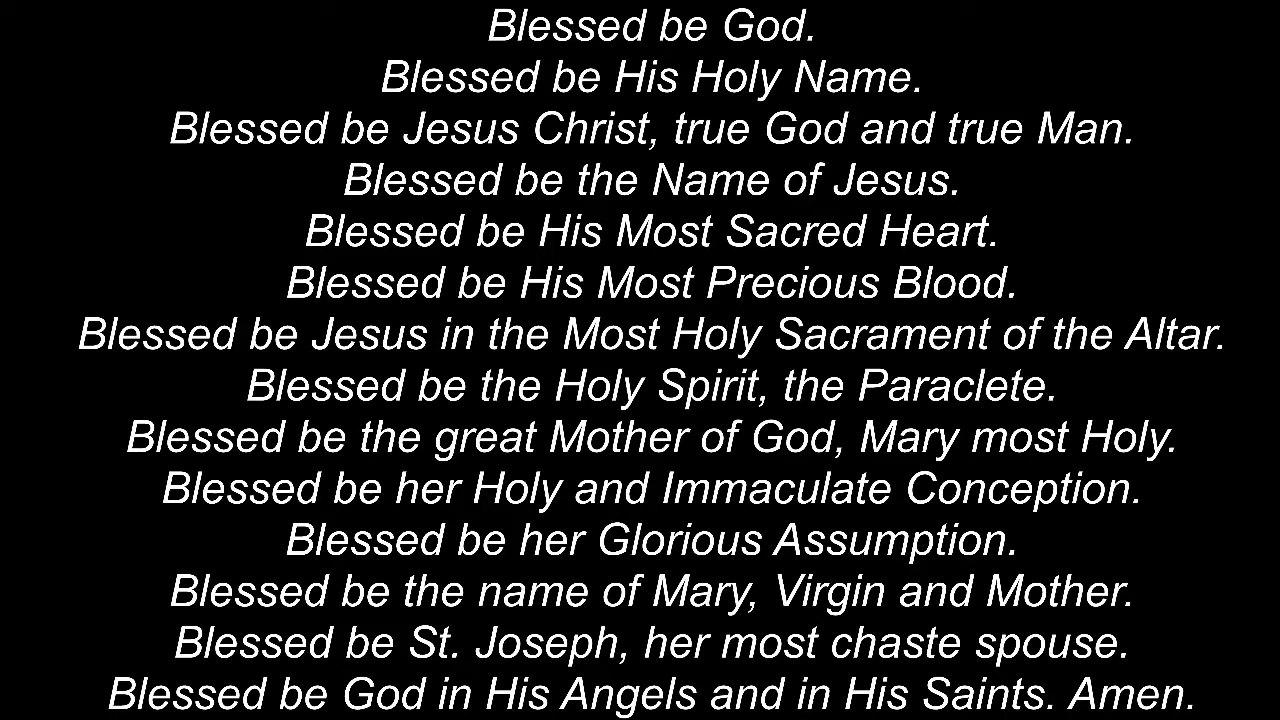 Blessed be God.
Blessed be His Holy Name.
Blessed be Jesus Christ, true God and true Man.
Blessed be the Name of Jesus.
Blessed be His Most Sacred Heart.
Blessed be His Most Precious Blood.
Blessed be Jesus in the Most Holy Sacrament of the Altar.
Blessed be the Holy Spirit, the Paraclete.
Blessed be the great Mother of God, Mary most Holy.
Blessed be her Holy and Immaculate Conception.
Blessed be her Glorious Assumption.
Blessed be the name of Mary, Virgin and Mother.
Blessed be St. Joseph, her most chaste spouse.
Blessed be God in His Angels and in His Saints. Amen.